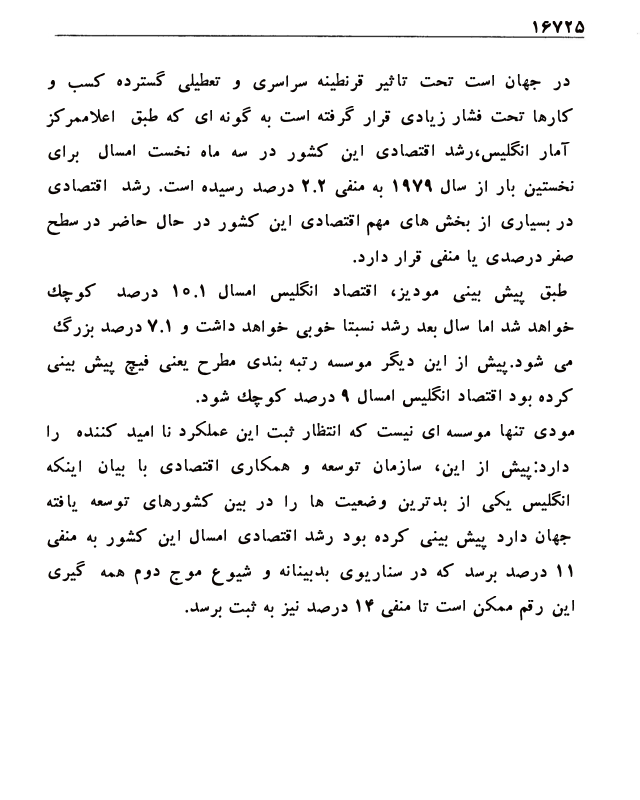 ۱۶۷۲۵
در جهان است تحت تاثیر قرنطینه سراسری و تعطیلی گسترده کسب و
کارها تحت فشار زیادی قرار گرفته است به گونه ای که طبق اعلاممرکز
آمار انگلیس،رشد اقتصادی این کشور در سه ماه نخست امسال برای
نخستین بار از سال ۱۹۷۹ به منفی ۲.۲ درصد رسیده است. رشد اقتصادی
در بسیاری از بخش های مهم اقتصادی این کشور در حال حاضر در سطح
صفر درصدی یا منفی قرار دارد.
طبق پیش بینی مودیز، اقتصاد انگلیس امسال ۱۰.۱ درصد کوچک
خواهد شد اما سال بعد رشد نسبتا خوبی خواهد داشت و ۷.۱ درصد بزرگ
می شود.پیش از این دیگر موسسه رتبه بندی مطرح یعنی فیچ پیش بینی
کرده بود اقتصاد انگلیس امسال ۹ درصد کوچک شود.
مودی تنها موسسه ای نیست که انتظار ثبت این عملکرد نا امید کننده را
دارد:پیش از این، سازمان توسعه و همکاری اقتصادی با بیان اینکه
انگلیس یکی از بدترین وضعیت ها را در بین کشورهای توسعه یافته
جهان دارد پیش بینی کرده بود رشد اقتصادی امسال این کشور به منفی
۱۱ درصد برسد که در سناریوی بدبینانه و شیوع موج دوم همه گیری
این رقم ممکن است تا منفی ۱۴ درصد نیز به ثبت برسد.